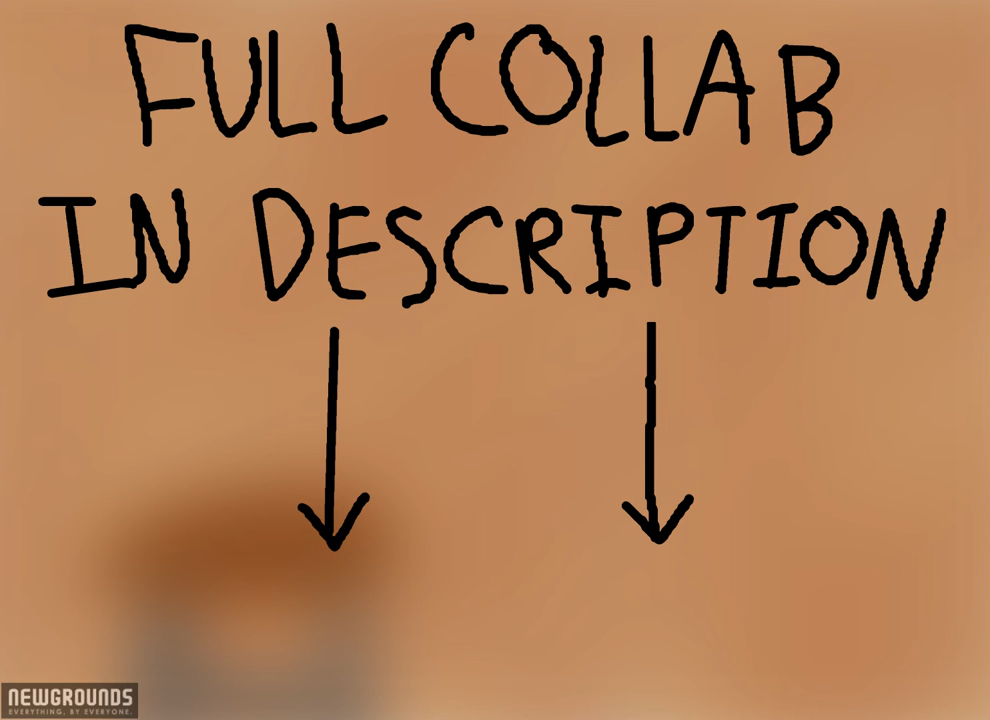 FULL COLLAB
IN DESCRIPTION
NEWGROUNDS
EVERYTHING, BY EVERYONE.